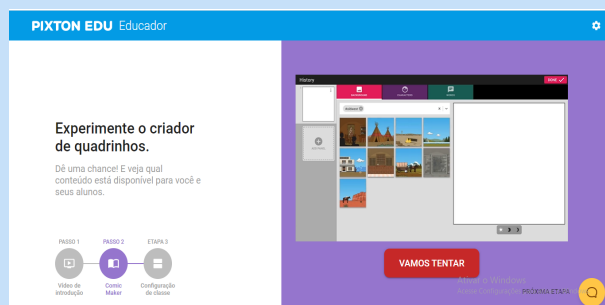 PIXTON EDU Educador
History
DONE
Experimente o criador
de quadrinhos.
Dê uma chance! E veja qual
conteúdo está disponível para você e
seus alunos.
PASSO 1
PASSO 2
ETAPA 3
Vídeo de
Introdução
Comic
Maker
Configuração
de classe
VAMOS TENTAR
Ativar o Windows
PRÓXIMA ETAPA